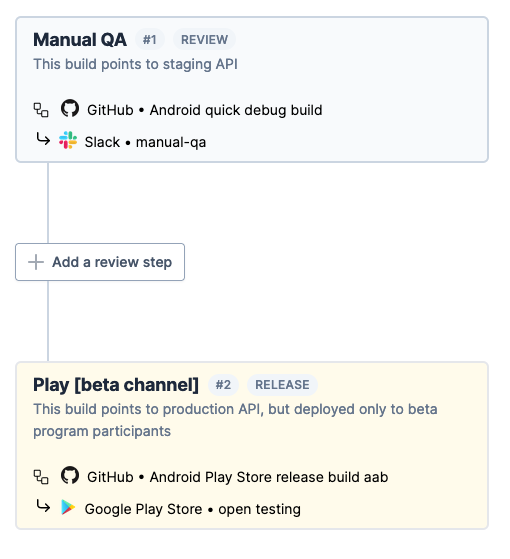 Manual QA #1 REVIEW
This build points to staging API
GitHub • Android quick debug build
Slack • manual-qa
Add a review step
Play [beta channel] #2 RELEASE
This build points to production API, but deployed only to beta
program participants
GitHub • Android Play Store release build aab
Google Play Store • open testing